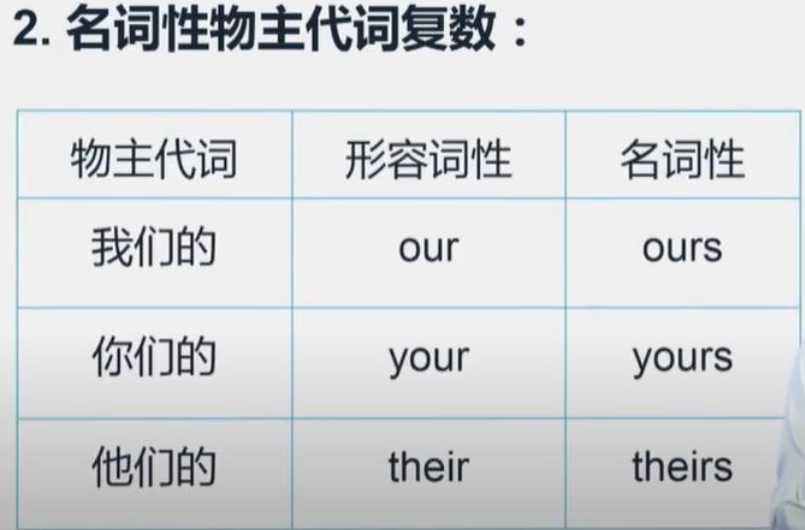 2. 名词性物主代词复数：
物主代词 形容词性 名词性
我们的 our ours
你们的 your yours
他们的 their theirs